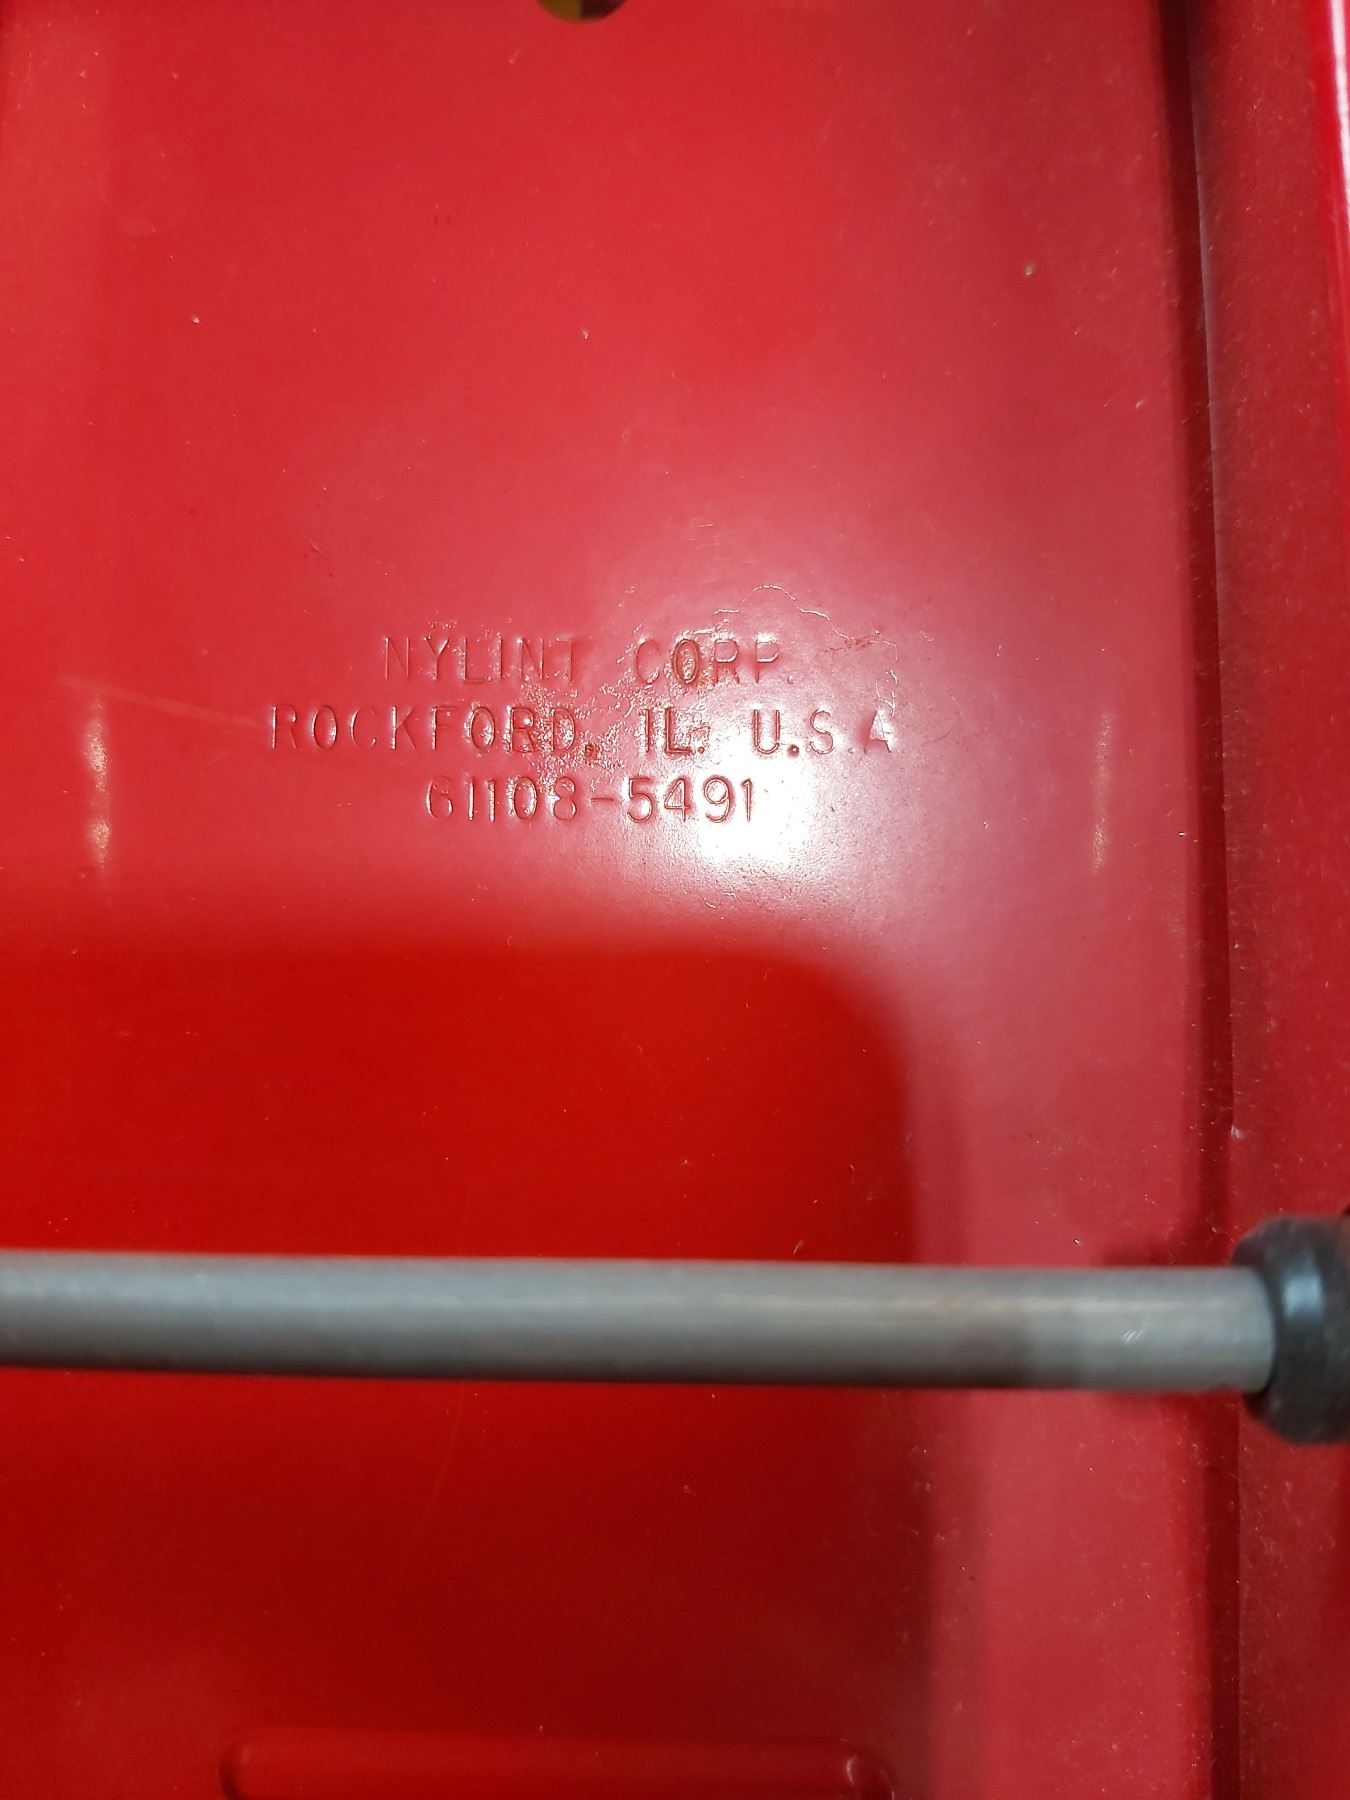 NYLINT CORP.
ROCKFORD, IL. U.S.A
61108-5491